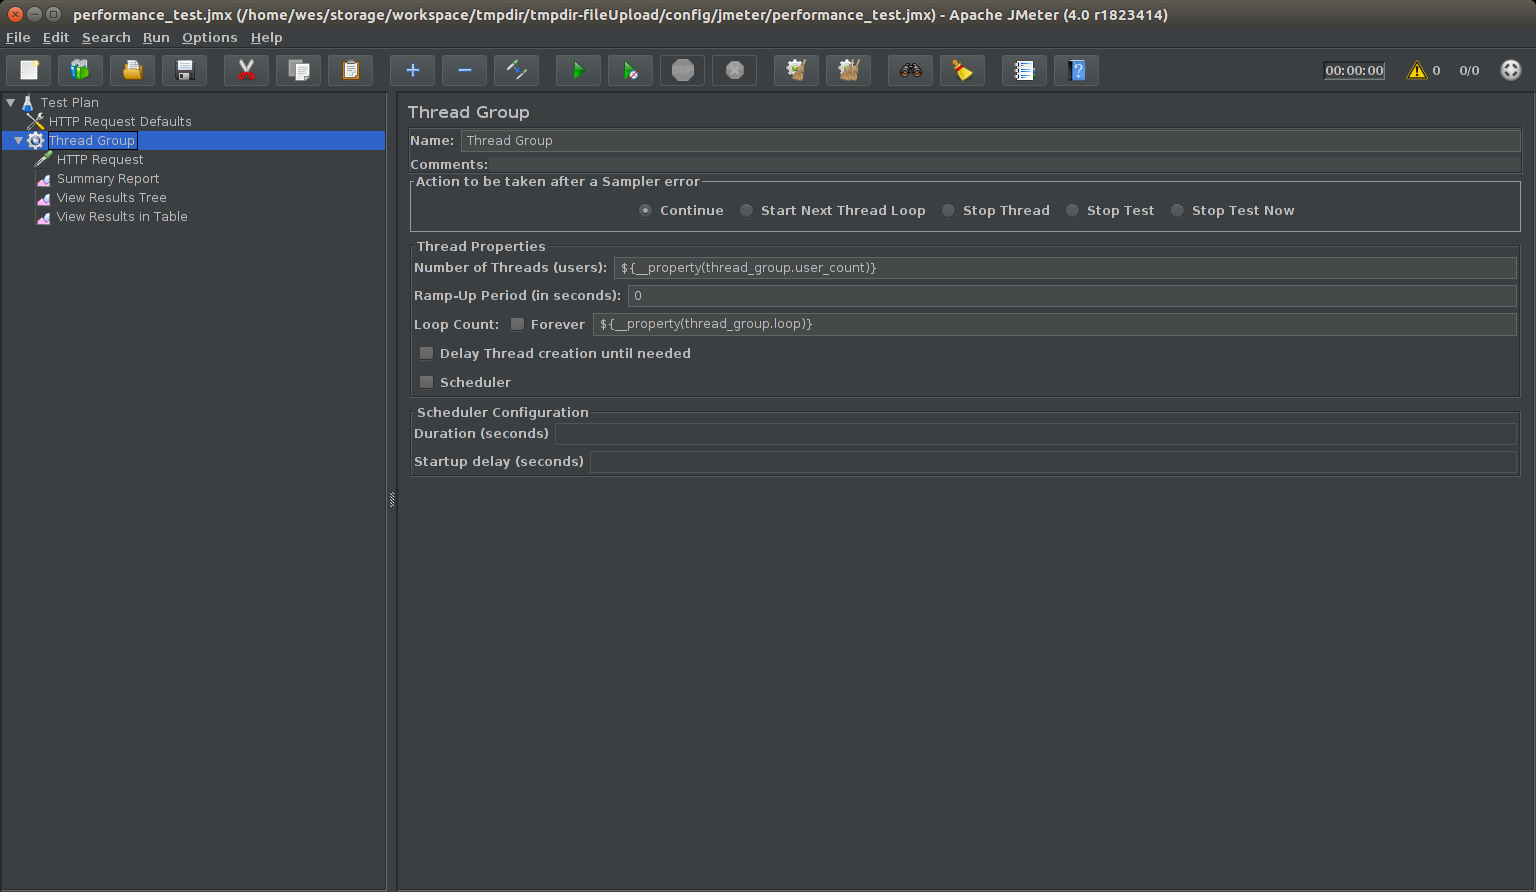 performance_test.jmx (/home/wes/storage/workspace/tmpdir/tmpdir-fileUpload/config/jmeter/performance_test.jmx) - Apache JMeter (4.0 r1823414)
File Edit Search Run Options Help
STOP
00:00:00 0 0/0
Test Plan
HTTP Request Defaults
Thread Group
HTTP Request
Summary Report
View Results Tree
View Results in Table
Thread Group
Name: Thread Group
Comments:
Action to be taken after a Sampler error
Continue Start Next Thread Loop Stop Thread Stop Test Stop Test Now
Thread Properties
Number of Threads (users): ${__property(thread_group.user_count)}
Ramp-Up Period (in seconds): 0
Loop Count: Forever ${__property(thread_group.loop)}
Delay Thread creation until needed
Scheduler
Scheduler Configuration
Duration (seconds)
Startup delay (seconds)